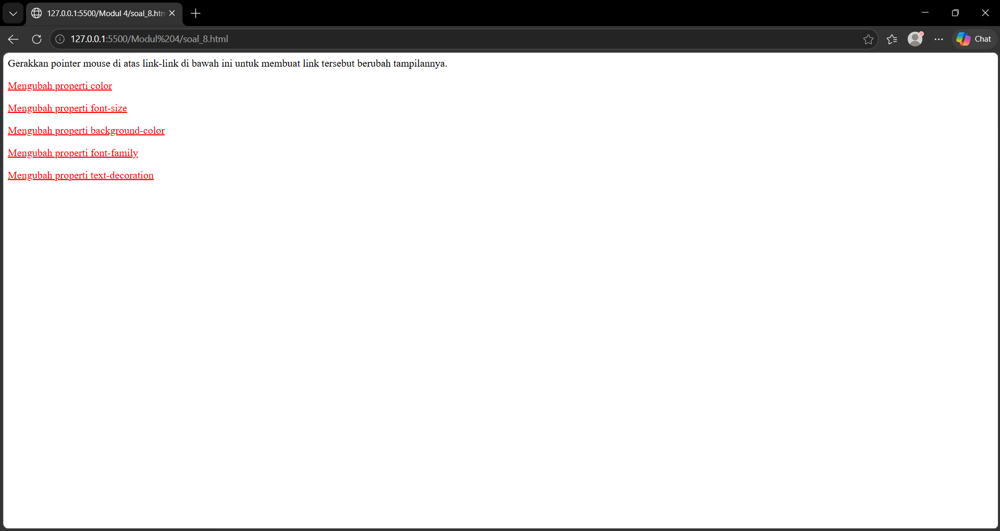 127.0.0.1:5500/Modul 4/soal_8.htm
127.0.0.1:5500/Modul%204/soal_8.html
Chat
Gerakkan pointer mouse di atas link-link di bawah ini untuk membuat link tersebut berubah tampilannya.
Mengubah properti color
Mengubah properti font-size
Mengubah properti background-color
Mengubah properti font-family
Mengubah properti text-decoration